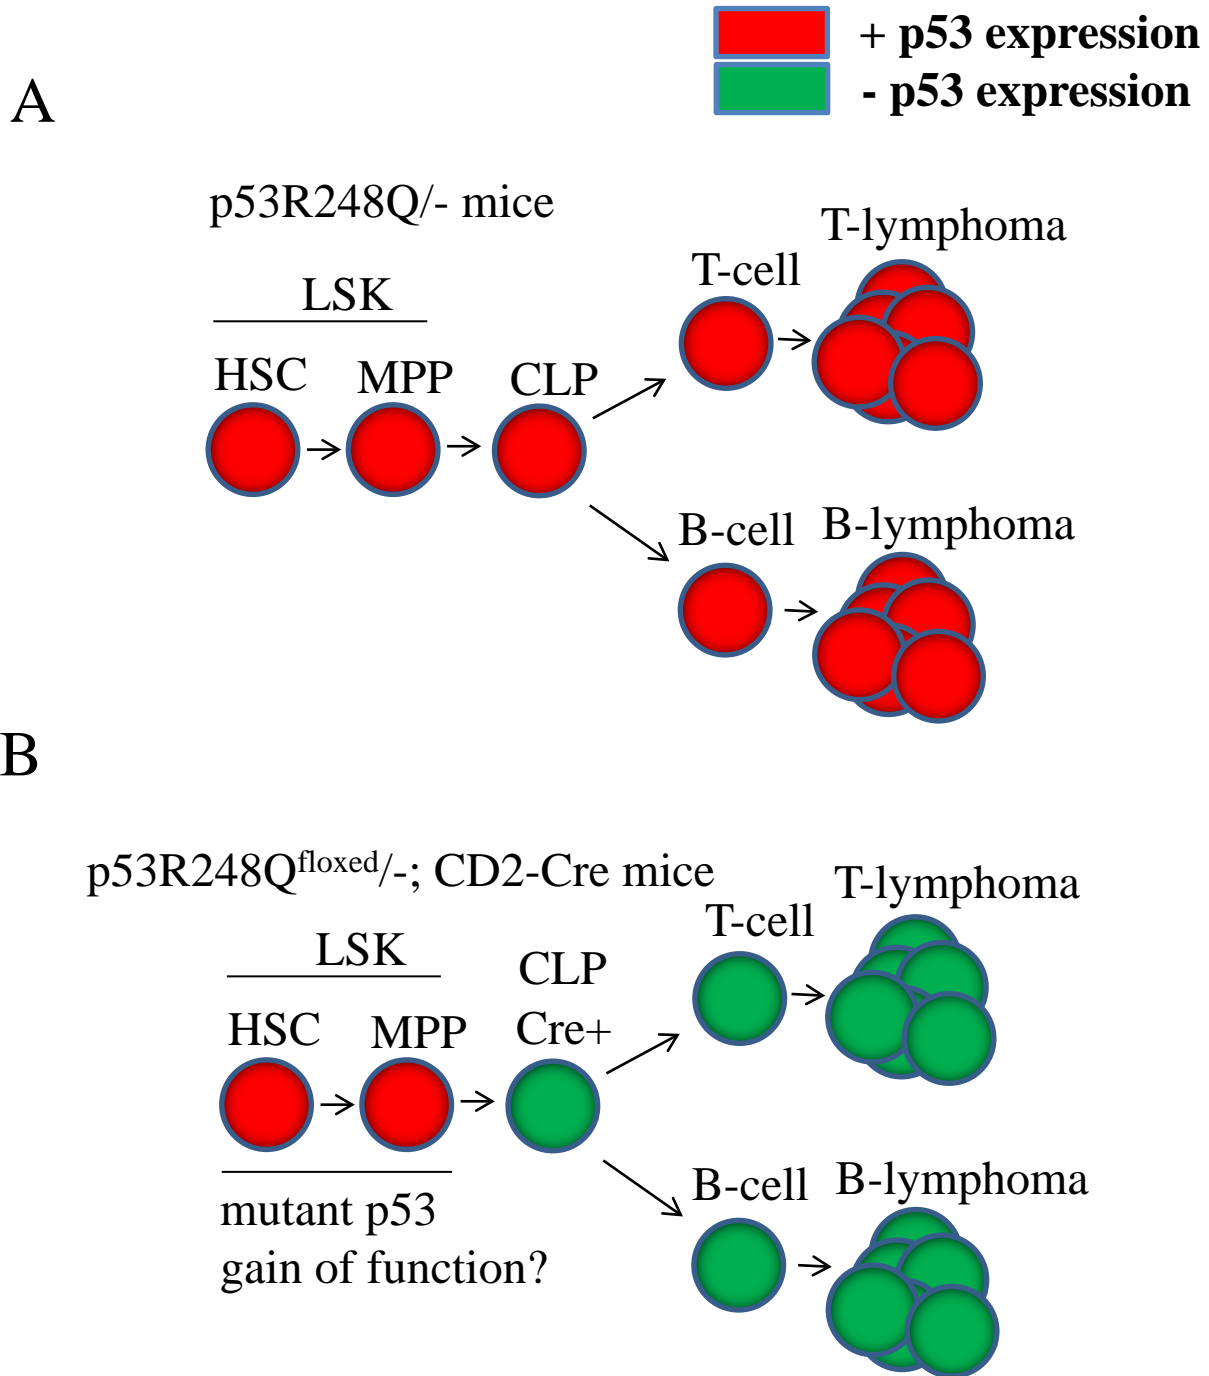 + p53 expression
- p53 expression
A
p53R248Q/- mice
LSK
HSC MPP CLP
T-cell
T-lymphoma
B-cell
B-lymphoma
B
p53R248Qfloxed/-; CD2-Cre mice
LSK
HSC MPP
CLP
Cre+
T-cell
T-lymphoma
B-cell
B-lymphoma
mutant p53
gain of function?